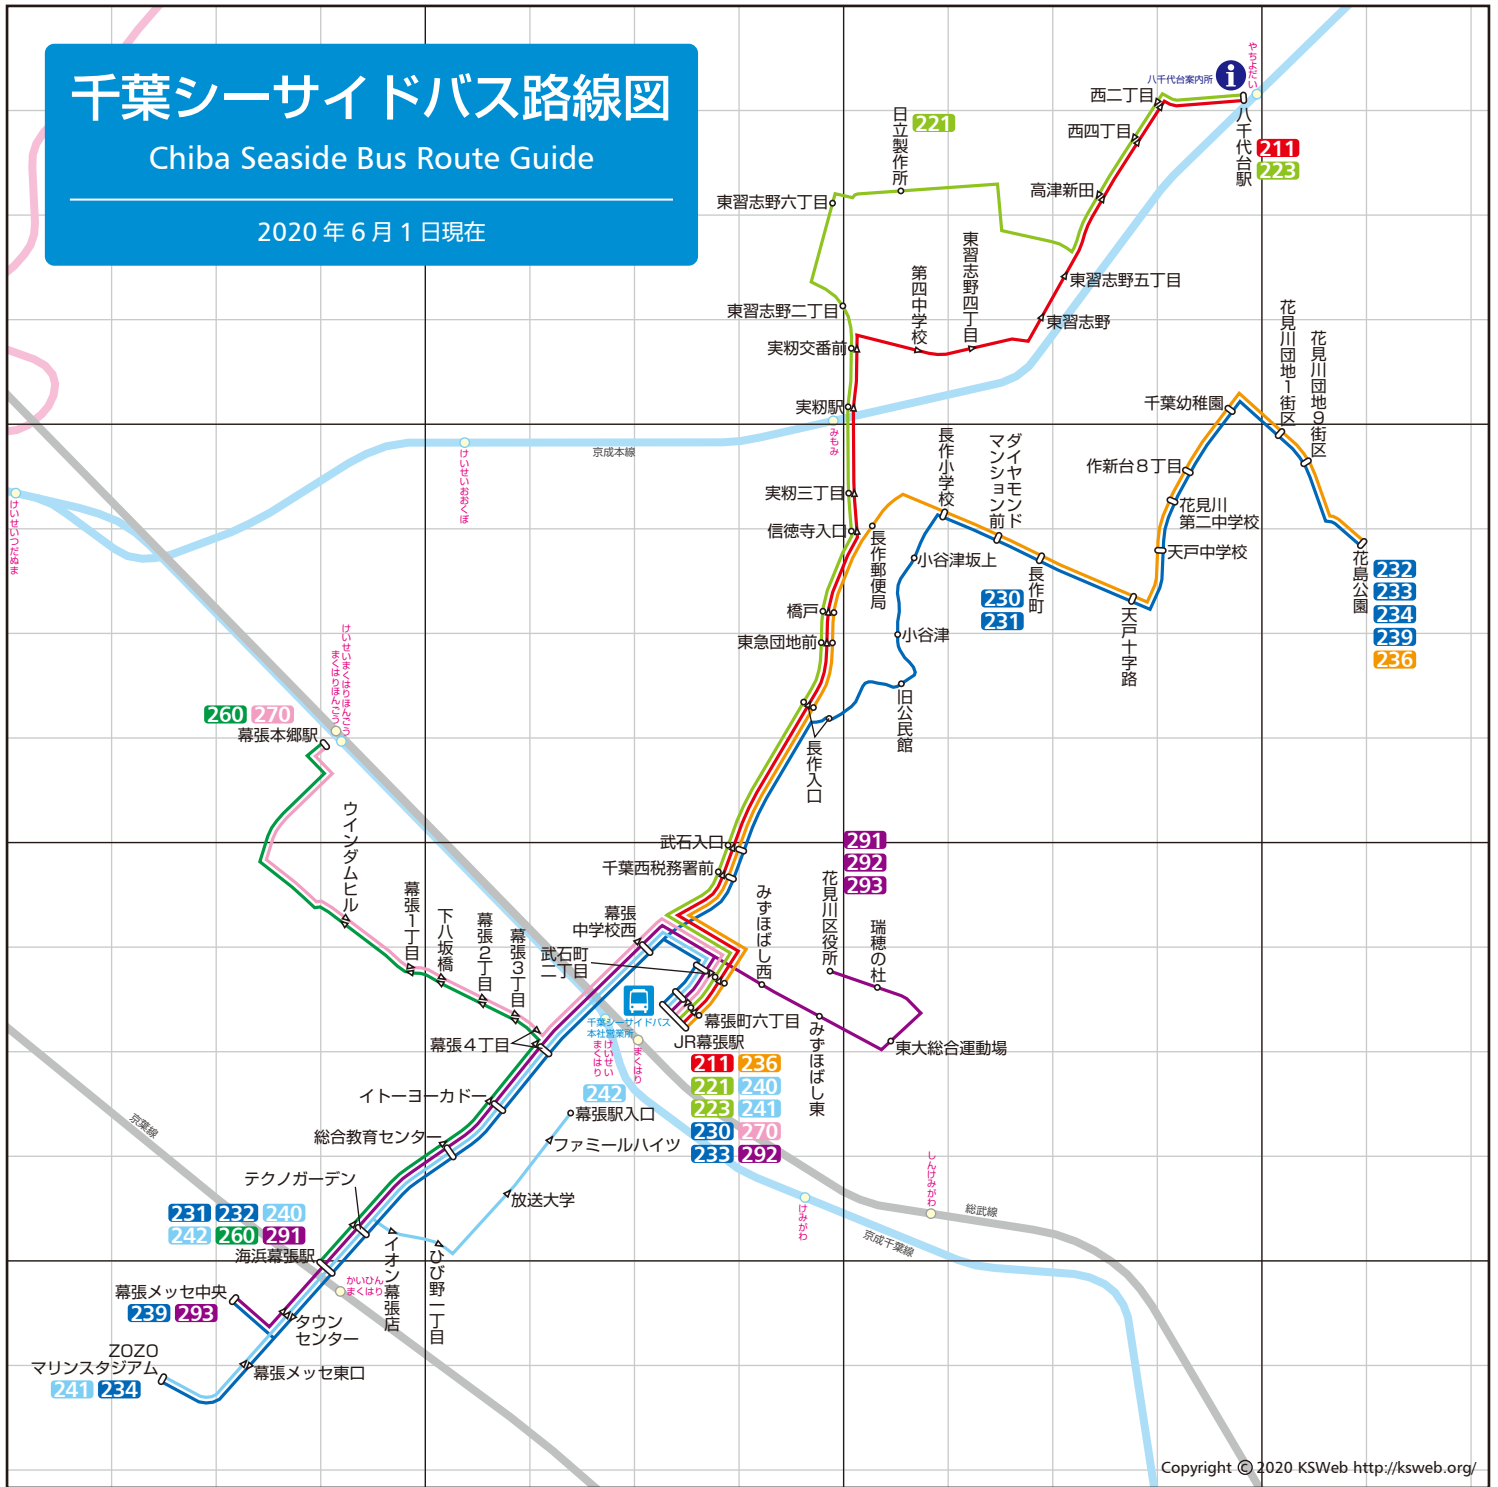 千葉シーサイドバス路線図
Chiba Seaside Bus Route Guide
2020 年 6 月 1 日現在
八千代台案内所
やちよだい
八千代台駅
211
223
西二丁目
西四丁目
高津新田
日立製作所
221
東習志野六丁目
東習志野四丁目
第四中学校
東習志野五丁目
東習志野
東習志野二丁目
実籾交番前
実籾駅
みもみ
京成本線
けいせいおおくぼ
けいせいつだぬま
実籾三丁目
信徳寺入口
長作郵便局
長作小学校
ダイヤモンド
マンション前
小谷津坂上
長作町
230
231
小谷津
旧公民館
橋戸
東急団地前
長作入口
花見川団地1街区
花見川団地9街区
千葉幼稚園
作新台8丁目
花見川
第二中学校
天戸中学校
天戸十字路
花島公園
232
233
234
239
236
けいせいまくはりほんごう
まくはりほんごう
260 270
幕張本郷駅
ウインダムヒル
幕張1丁目
下八坂橋
幕張2丁目
幕張3丁目
幕張4丁目
武石入口
千葉西税務署前
幕張
中学校西
武石町
二丁目
みずほばし西
花見川区役所
291
292
293
瑞穂の杜
東大総合運動場
みずほばし東
千葉シーサイドバス
本社営業所
けいせい
まくはり
まくはり
幕張町六丁目
JR幕張駅
211 236
221 240
223 241
230 270
233 292
242
幕張駅入口
ファミールハイツ
放送大学
ひび野一丁目
イオン幕張店
イトーヨーカドー
総合教育センター
テクノガーデン
231 232 240
242 260 291
海浜幕張駅
かいひん
まくはり
幕張メッセ中央
239 293
タウン
センター
幕張メッセ東口
ZOZO
マリンスタジアム
241 234
京葉線
しんけみがわ
けみがわ
総武線
京成千葉線
Copyright © 2020 KSWeb http://ksweb.org/